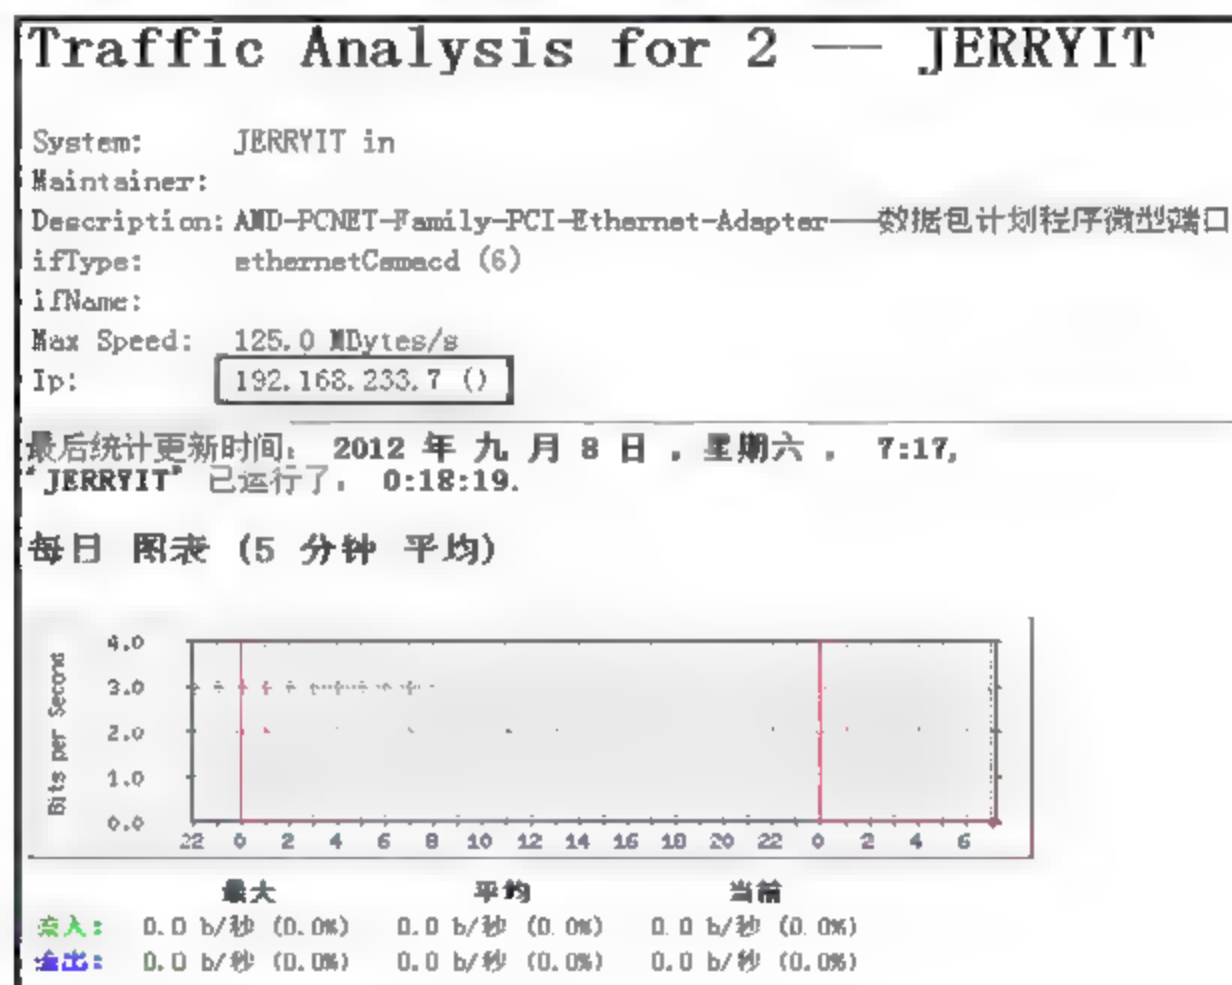 Traffic Analysis for 2 — JERRYIT
System: JERRYIT in
Maintainer:
Description: AMD-PCNET-Family-PCI-Ethernet-Adapter——数据包计划程序微型端口
ifType: ethernetCsmacd (6)
ifName:
Max Speed: 125.0 MBytes/s
Ip: 192.168.233.7 ()
最后统计更新时间: 2012 年 九 月 8 日 , 星期六 , 7:17,
"JERRYIT" 已运行了, 0:18:19.
每日 图表 (5 分钟 平均)
Bits per Second
4.0
3.0
2.0
1.0
0.0
22 0 2 4 6 8 10 12 14 16 18 20 22 0 2 4 6
最大 平均 当前
流入: 0.0 b/秒 (0.0%) 0.0 b/秒 (0.0%) 0.0 b/秒 (0.0%)
流出: 0.0 b/秒 (0.0%) 0.0 b/秒 (0.0%) 0.0 b/秒 (0.0%)